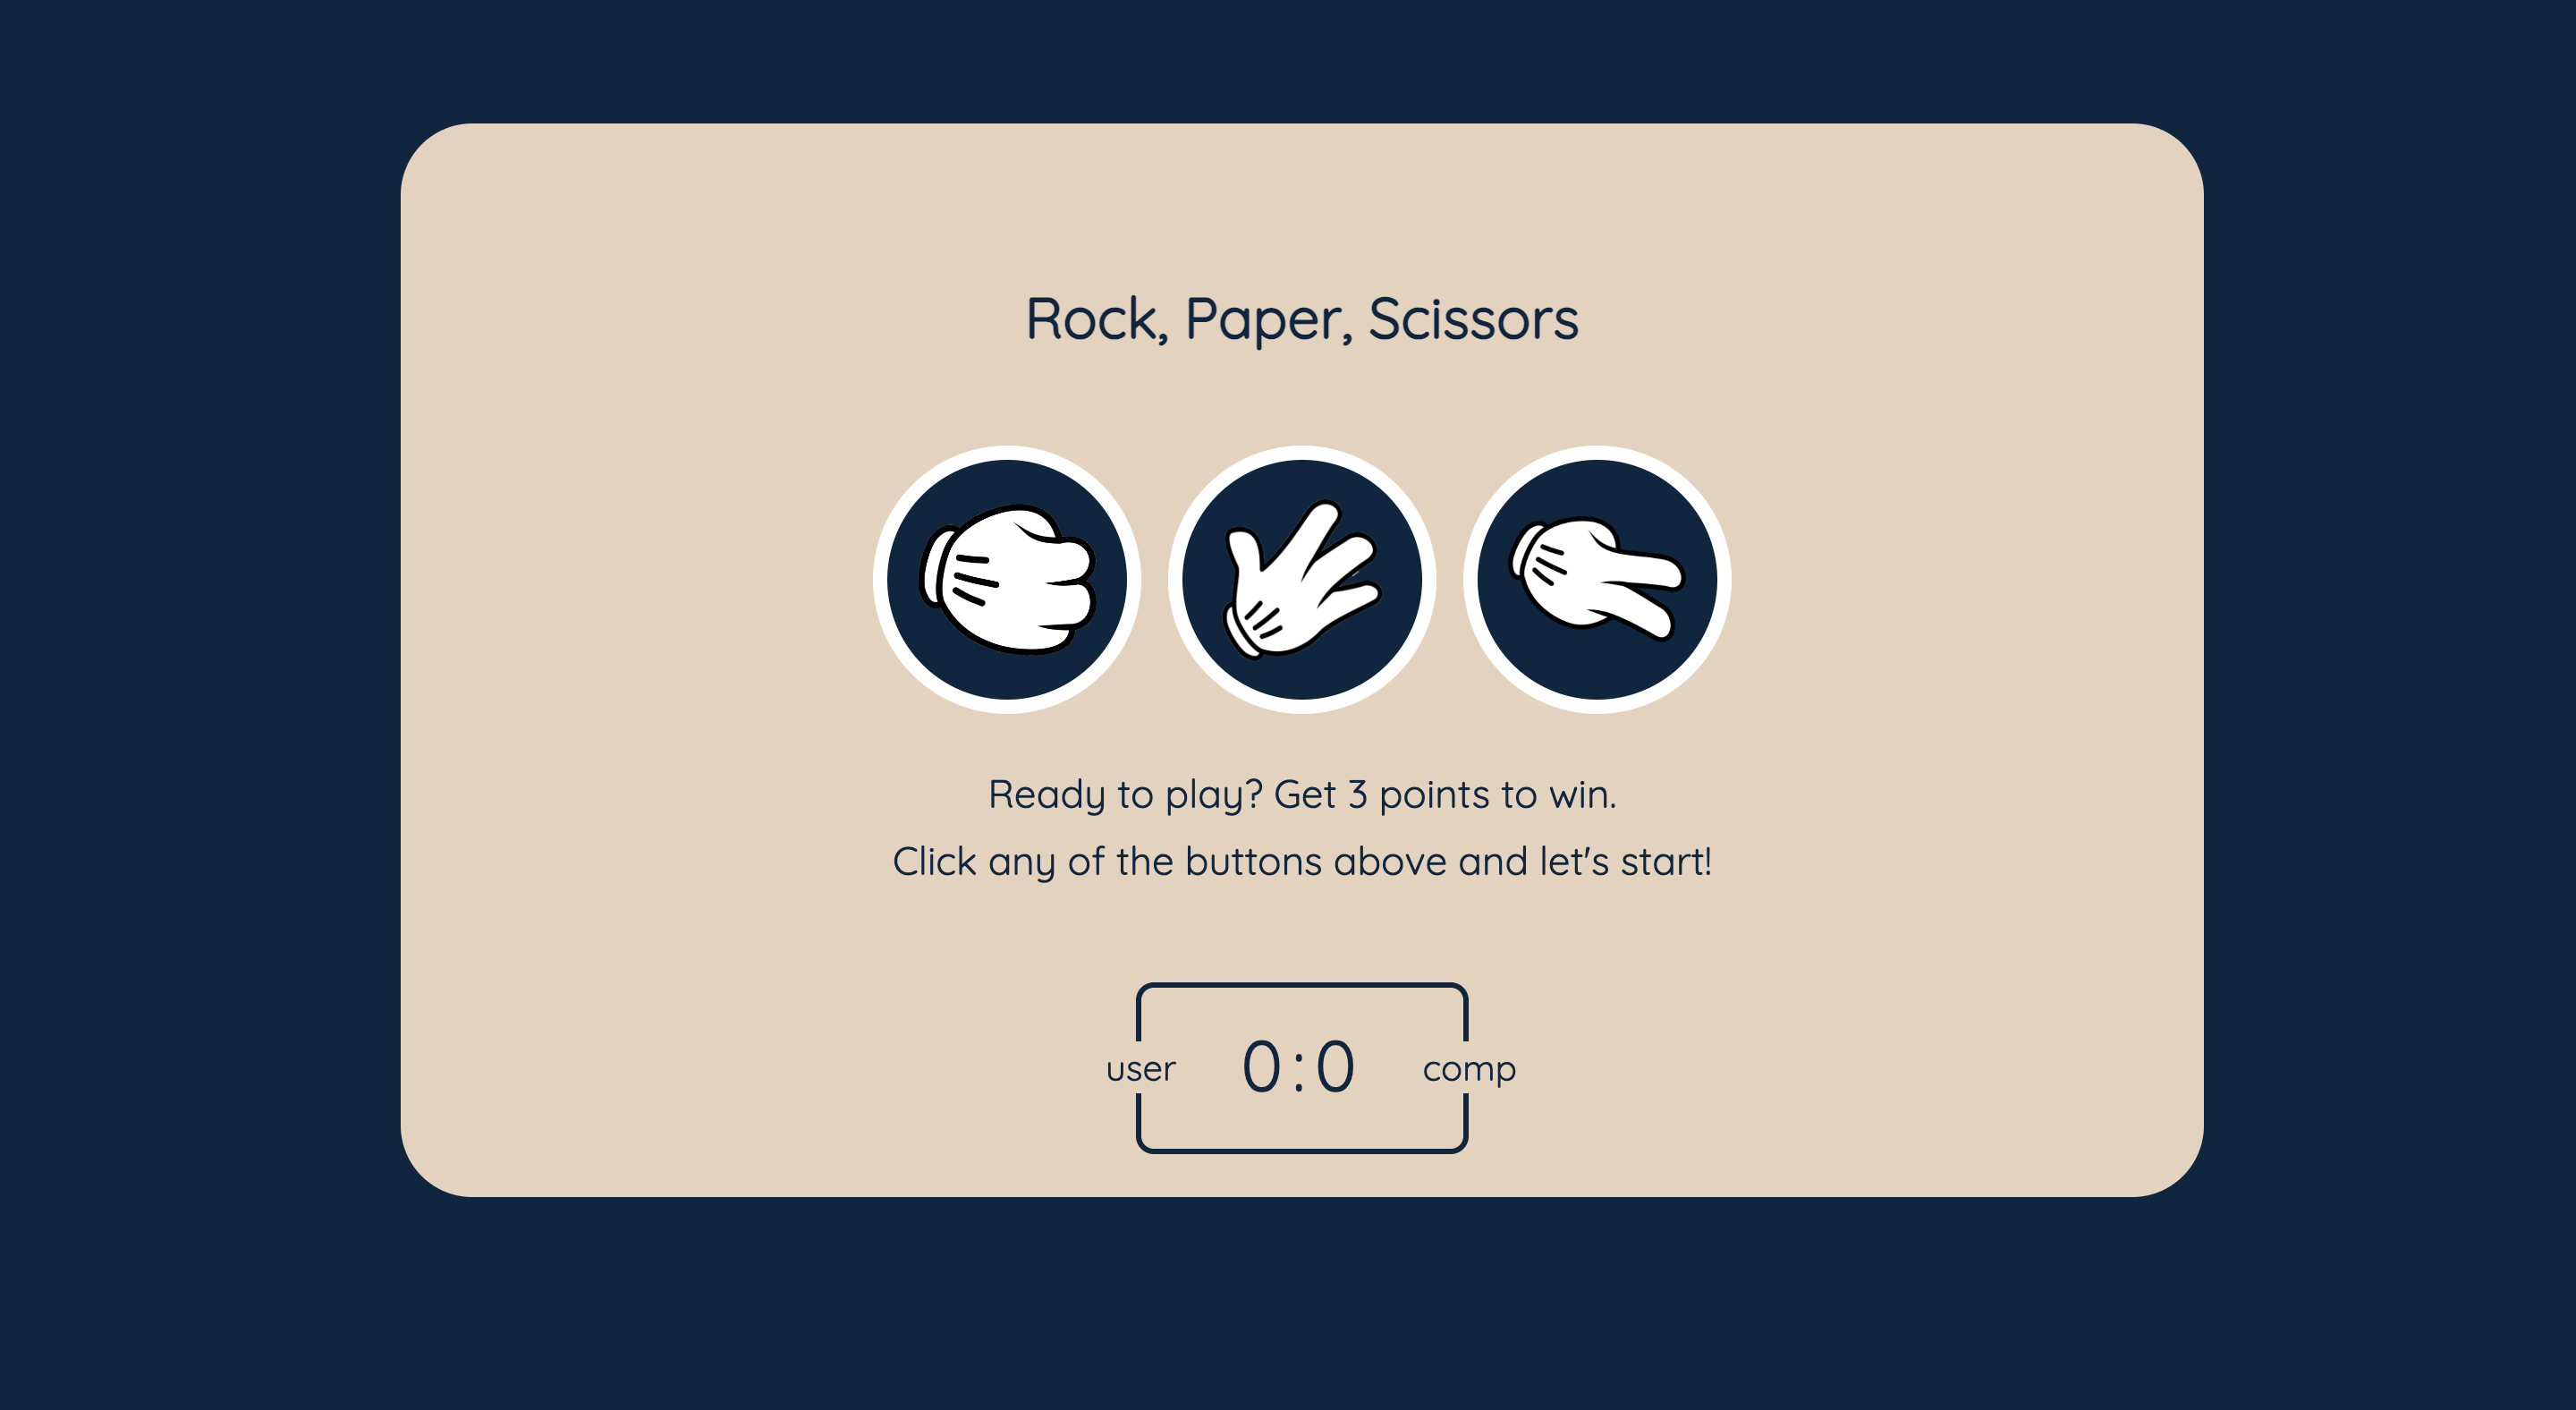 Rock, Paper, Scissors
Ready to play? Get 3 points to win.
Click any of the buttons above and let's start!
user 0:0 comp